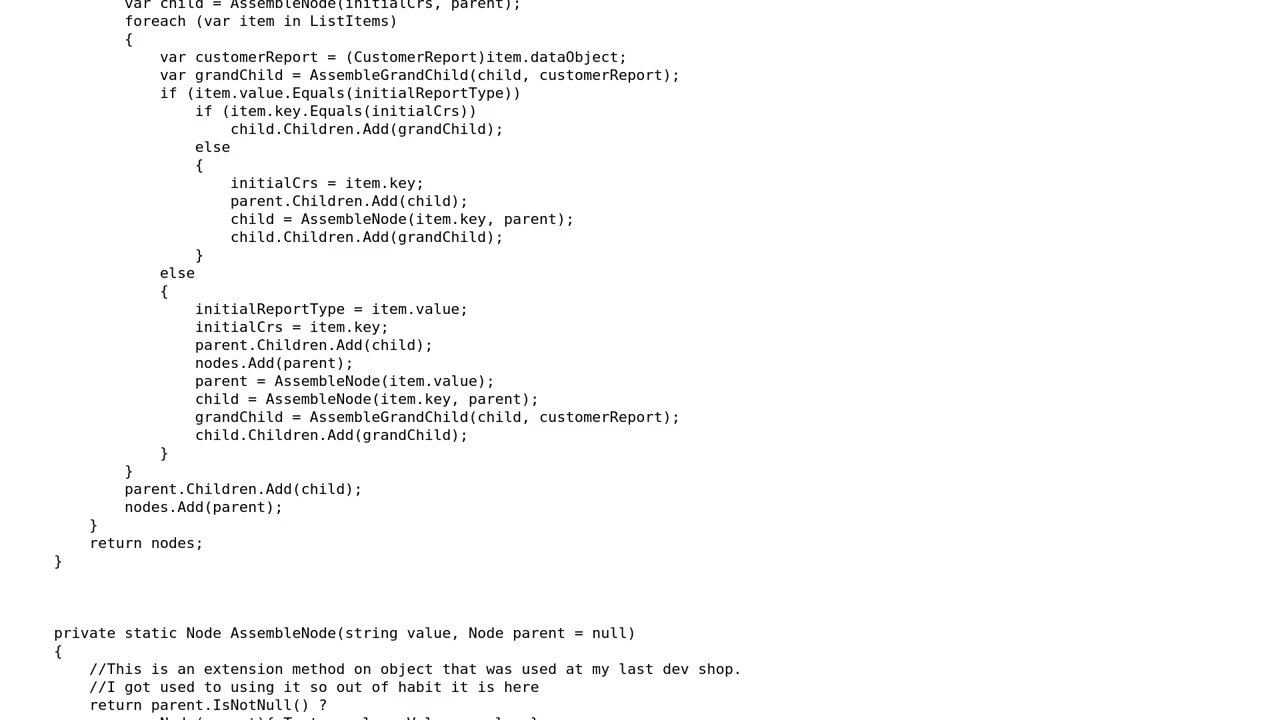 var child = AssembleNode(initialCrs, parent);
foreach (var item in ListItems)
{
var customerReport = (CustomerReport)item.dataObject;
var grandChild = AssembleGrandChild(child, customerReport);
if (item.value.Equals(initialReportType))
if (item.key.Equals(initialCrs))
child.Children.Add(grandChild);
else
{
initialCrs = item.key;
parent.Children.Add(child);
child = AssembleNode(item.key, parent);
child.Children.Add(grandChild);
}
else
{
initialReportType = item.value;
initialCrs = item.key;
parent.Children.Add(child);
nodes.Add(parent);
parent = AssembleNode(item.value);
child = AssembleNode(item.key, parent);
grandChild = AssembleGrandChild(child, customerReport);
child.Children.Add(grandChild);
}
}
parent.Children.Add(child);
nodes.Add(parent);
}
return nodes;
}
private static Node AssembleNode(string value, Node parent = null)
{
//This is an extension method on object that was used at my last dev shop.
//I got used to using it so out of habit it is here
return parent.IsNotNull() ?